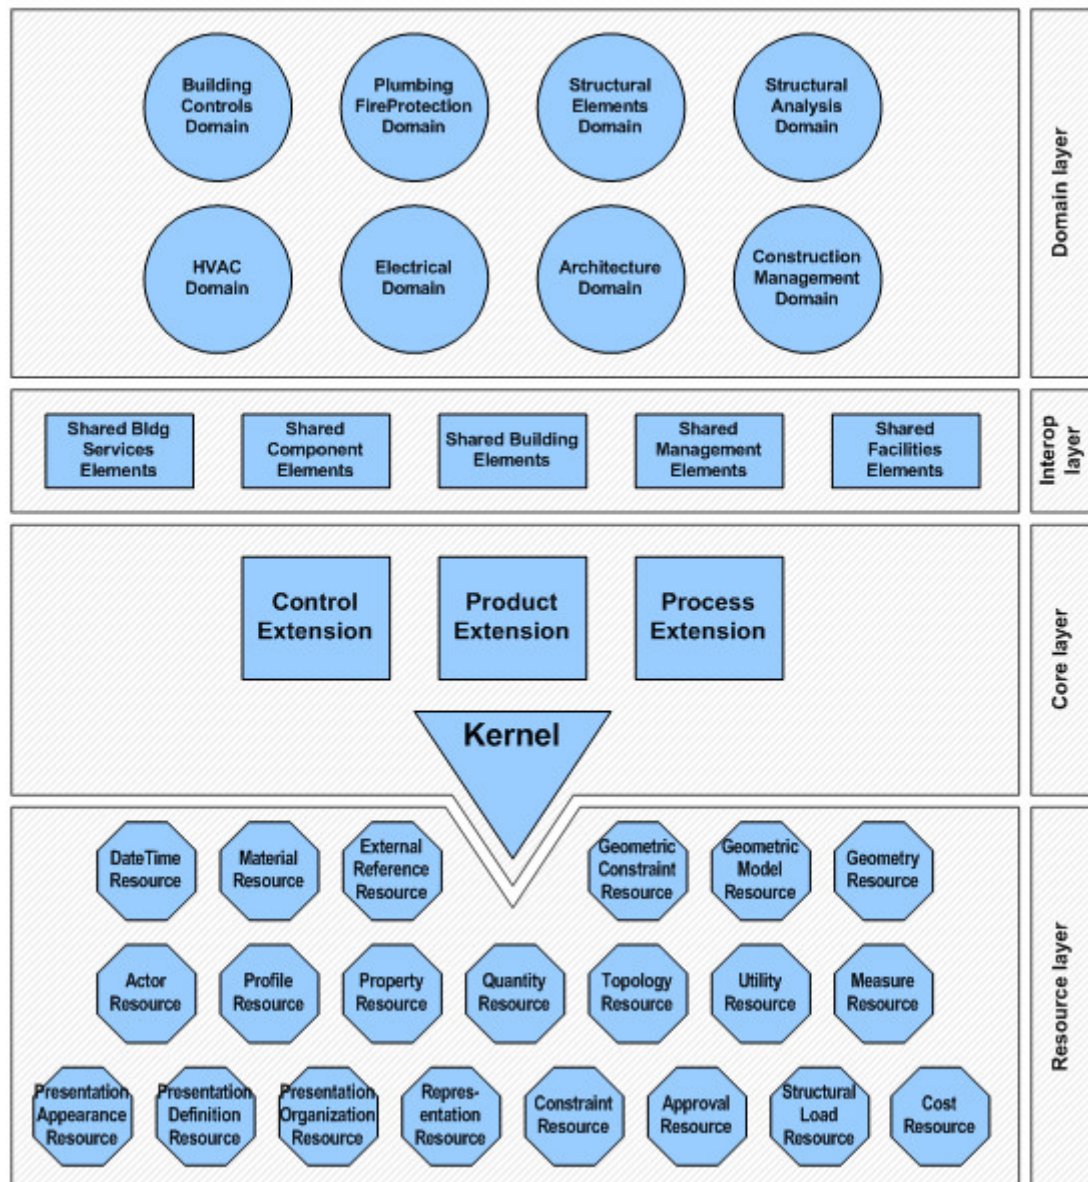 Building
Controls
Domain
Plumbing
FireProtection
Domain
Structural
Elements
Domain
Structural
Analysis
Domain
HVAC
Domain
Electrical
Domain
Architecture
Domain
Construction
Management
Domain
Domain layer
Shared Bldg
Services
Elements
Shared
Component
Elements
Shared Building
Elements
Shared
Management
Elements
Shared
Facilities
Elements
Interop
layer
Control
Extension
Product
Extension
Process
Extension
Kernel
Core layer
DateTime
Resource
Material
Resource
External
Reference
Resource
Geometric
Constraint
Resource
Geometric
Model
Resource
Geometry
Resource
Actor
Resource
Profile
Resource
Property
Resource
Quantity
Resource
Topology
Resource
Utility
Resource
Measure
Resource
Presentation
Appearance
Resource
Presentation
Definition
Resource
Presentation
Organization
Resource
Repres-
entation
Resource
Constraint
Resource
Approval
Resource
Structural
Load
Resource
Cost
Resource
Resource layer